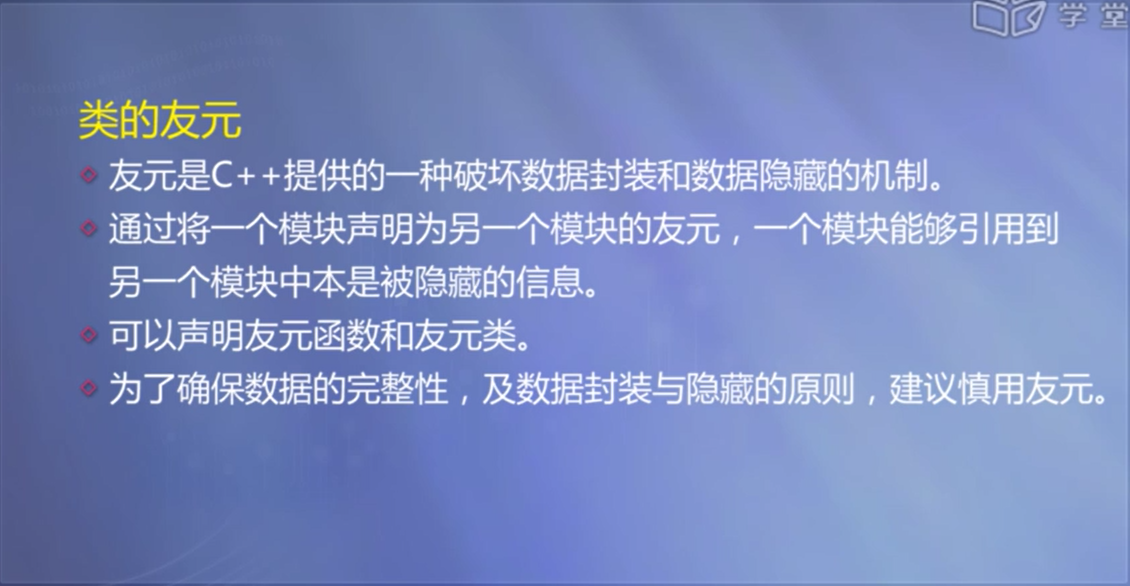 学堂
类的友元
友元是C++提供的一种破坏数据封装和数据隐藏的机制。
通过将一个模块声明为另一个模块的友元，一个模块能够引用到
另一个模块中本是被隐藏的信息。
可以声明友元函数和友元类。
为了确保数据的完整性，及数据封装与隐藏的原则，建议慎用友元。